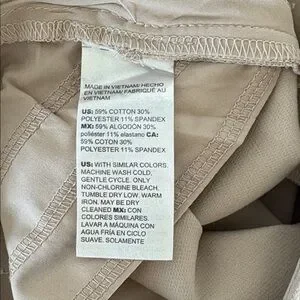 MADE IN VIETNAM/ HECHO
EN VIETNAM/ FABRIQUÉ AU
VIETNAM
US: 59% COTTON 30%
POLYESTER 11% SPANDEX
MX: 59% ALGODÓN 30%
poliéster 11% elastano CA:
59% COTON 30%
POLYESTER 11% SPANDEX
US: WITH SIMILAR COLORS.
MACHINE WASH COLD,
GENTLE CYCLE. ONLY
NON-CHLORINE BLEACH.
TUMBLE DRY LOW. WARM
IRON. MAY BE DRY
CLEANED MX: CON
COLORES SIMILARES.
LAVAR A MÁQUINA CON
AGUA FRÍA EN CICLO
SUAVE. SOLAMENTE